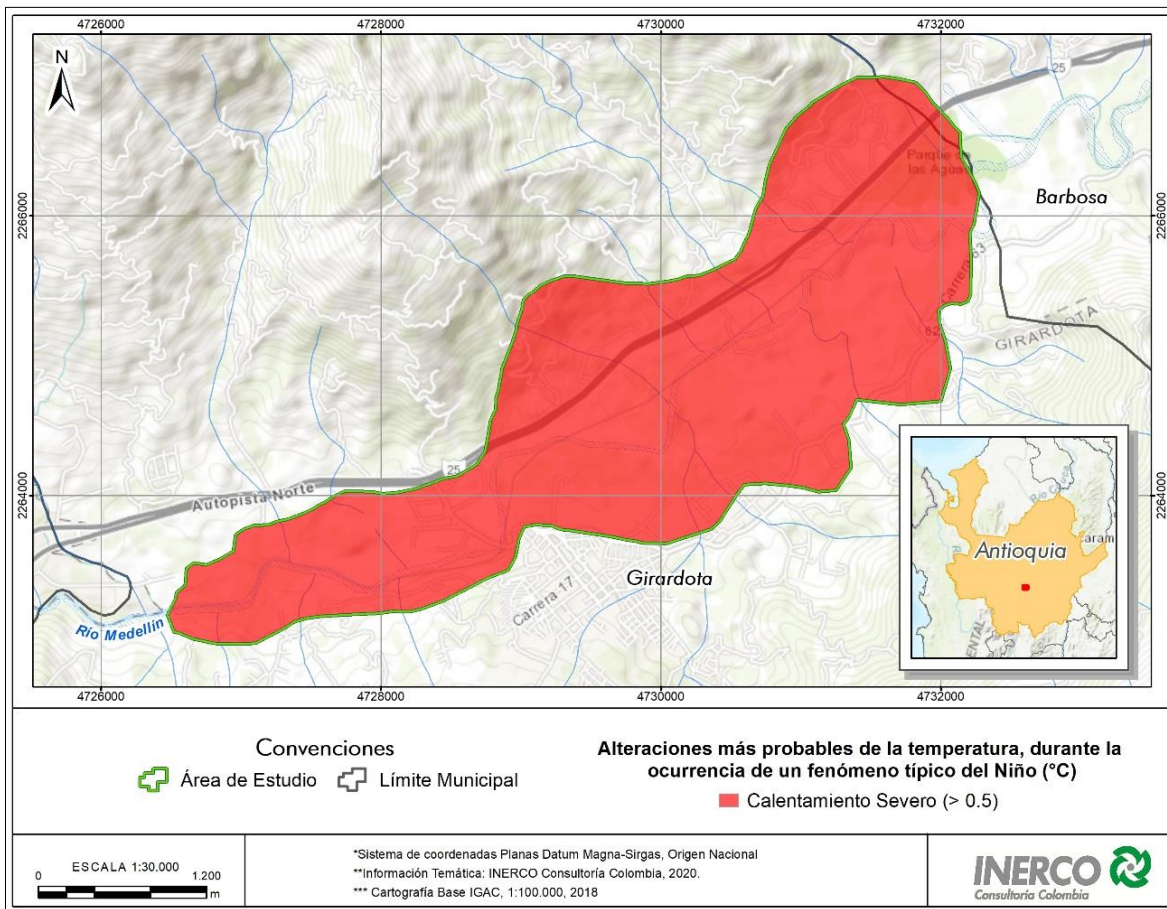 4726000
4728000
4730000
4732000
N
25
Parque de
las Aguas
Barbosa
2266000
2266000
Carrera 63
62
GIRARDOTA
25
Autopista Norte
2264000
2264000
Río
Antioquia
Caram
ENTAL
Girardota
Carrera 17
Río Medellín
4726000
4728000
4730000
4732000
Convenciones
Área de Estudio
Límite Municipal
Alteraciones más probables de la temperatura, durante la
ocurrencia de un fenómeno típico del Niño (°C)
Calentamiento Severo (> 0.5)
ESCALA 1:30.000
0
1.200
m
*Sistema de coordenadas Planas Datum Magna-Sirgas, Origen Nacional
**Información Temática: INERCO Consultoría Colombia, 2020.
*** Cartografía Base IGAC, 1:100.000, 2018
INERCO
Consultoría Colombia